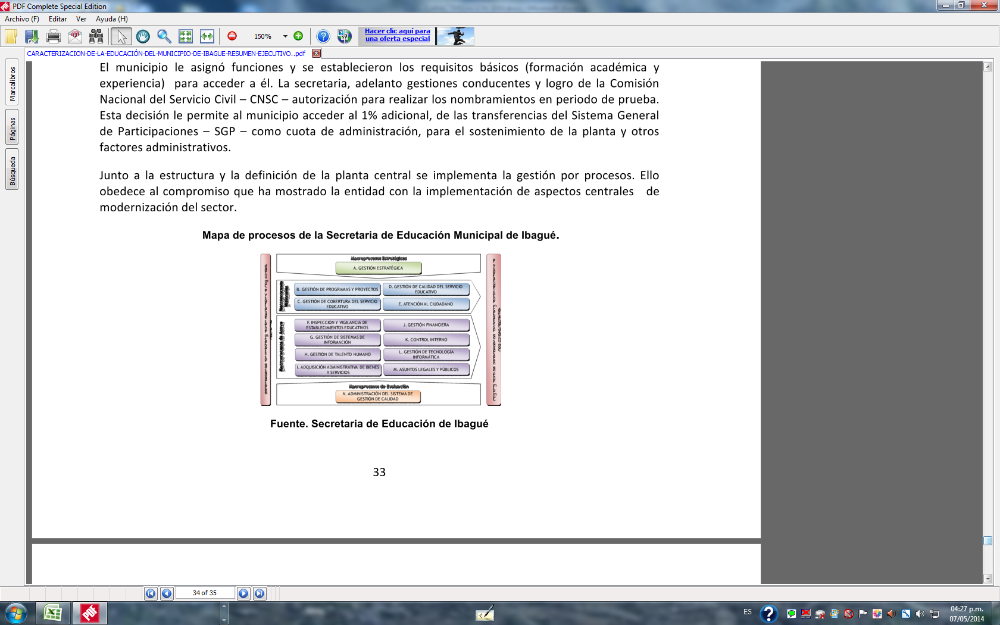 PDF Complete Special Edition
Archivo (F) Editar Ver Ayuda (H)
150%
Hacer clic aquí para
una oferta especial
CARACTERIZACION-DE-LA-EDUCACIÓN-DEL-MUNICIPIO-DE-IBAGUE-RESUMEN-EJECUTIVO..pdf
Marcalibros
Páginas
Búsqueda
El municipio le asignó funciones y se establecieron los requisitos básicos (formación académica y
experiencia) para acceder a él. La secretaria, adelanto gestiones conducentes y logro de la Comisión
Nacional del Servicio Civil – CNSC – autorización para realizar los nombramientos en periodo de prueba.
Esta decisión le permite al municipio acceder al 1% adicional, de las transferencias del Sistema General
de Participaciones – SGP – como cuota de administración, para el sostenimiento de la planta y otros
factores administrativos.
Junto a la estructura y la definición de la planta central se implementa la gestión por procesos. Ello
obedece al compromiso que ha mostrado la entidad con la implementación de aspectos centrales de
modernización del sector.
Mapa de procesos de la Secretaria de Educación Municipal de Ibagué.
Macroprocesos Estratégicos
A. GESTIÓN ESTRATÉGICA
B. GESTIÓN DE PROGRAMAS Y PROYECTOS
D. GESTIÓN DE CALIDAD DEL SERVICIO
EDUCATIVO
C. GESTIÓN DE COBERTURA DEL SERVICIO
EDUCATIVO
E. ATENCIÓN AL CIUDADANO
Macroprocesos de Apoyo
F. INSPECCIÓN Y VIGILANCIA DE
ESTABLECIMIENTOS EDUCATIVOS
J. GESTIÓN FINANCIERA
G. GESTIÓN DE SISTEMAS DE
INFORMACIÓN
K. CONTROL INTERNO
H. GESTIÓN DE TALENTO HUMANO
L. GESTIÓN DE TECNOLOGÍA
INFORMÁTICA
I. ADQUISICIÓN ADMINISTRATIVA DE BIENES
Y SERVICIOS
M. ASUNTOS LEGALES Y PÚBLICOS
Macroprocesos de Evaluación
N. ADMINISTRACIÓN DEL SISTEMA DE
GESTIÓN DE CALIDAD
Fuente. Secretaria de Educación de Ibagué
33
34 of 35
PDF
ES
04:27 p.m.
07/05/2014